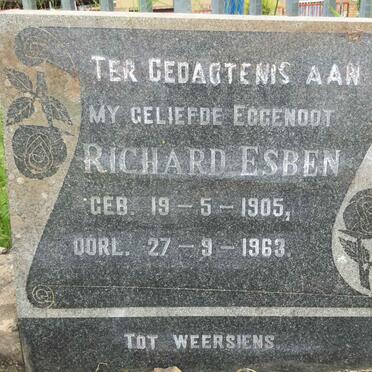 TER GEDAGTENIS AAN
MY GELIEFDE EGGENOOT
RICHARD ESBEN
GEB. 19-5-1905,
OORL. 27-9-1963.
TOT WEERSIENS